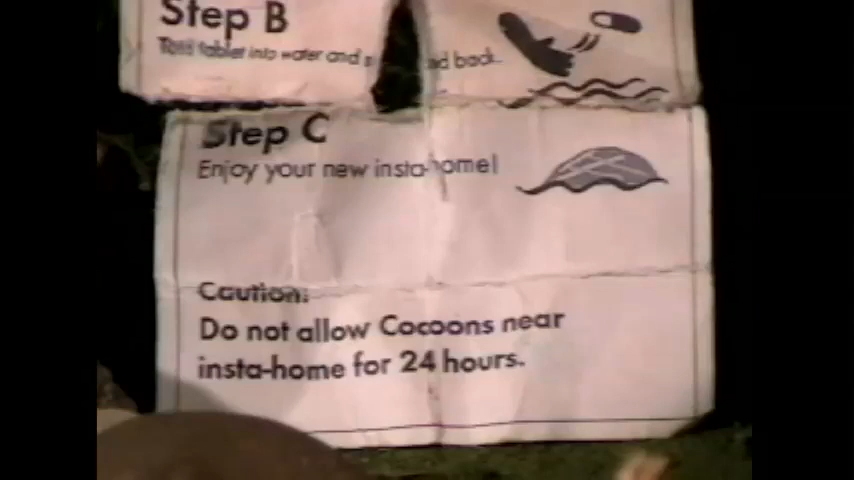 Step B
Toss tablet into water and s ad back.
Step C
Enjoy your new insta-home!
Caution:
Do not allow Cocoons near
insta-home for 24 hours.